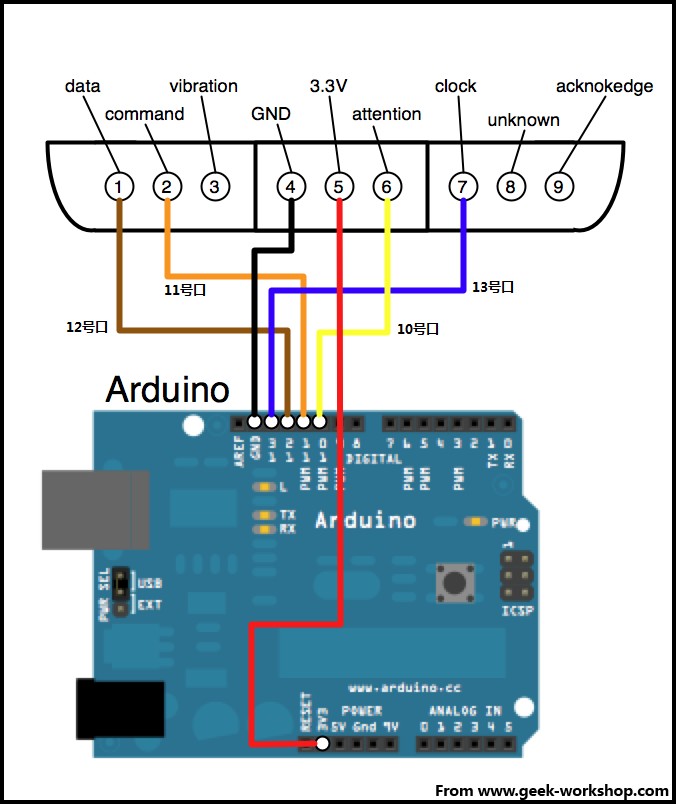 data
vibration
3.3V
clock
acknokedge
command
GND
attention
unknown
1 2 3 4 5 6 7 8 9
11号口
13号口
12号口
10号口
Arduino
AREF
GND
13
12
PWM 11
PWM 10
8
7
PWM 6
PWM 5
4
PWM 3
2
TX 1
RX 0
DIGITAL
L
TX
RX
Arduino
PWR
1
ICSP
PWR SEL
USB
EXT
www.arduino.cc
RESET
3V3
POWER
5V Gnd 9V
ANALOG IN
0 1 2 3 4 5
From www.geek-workshop.com